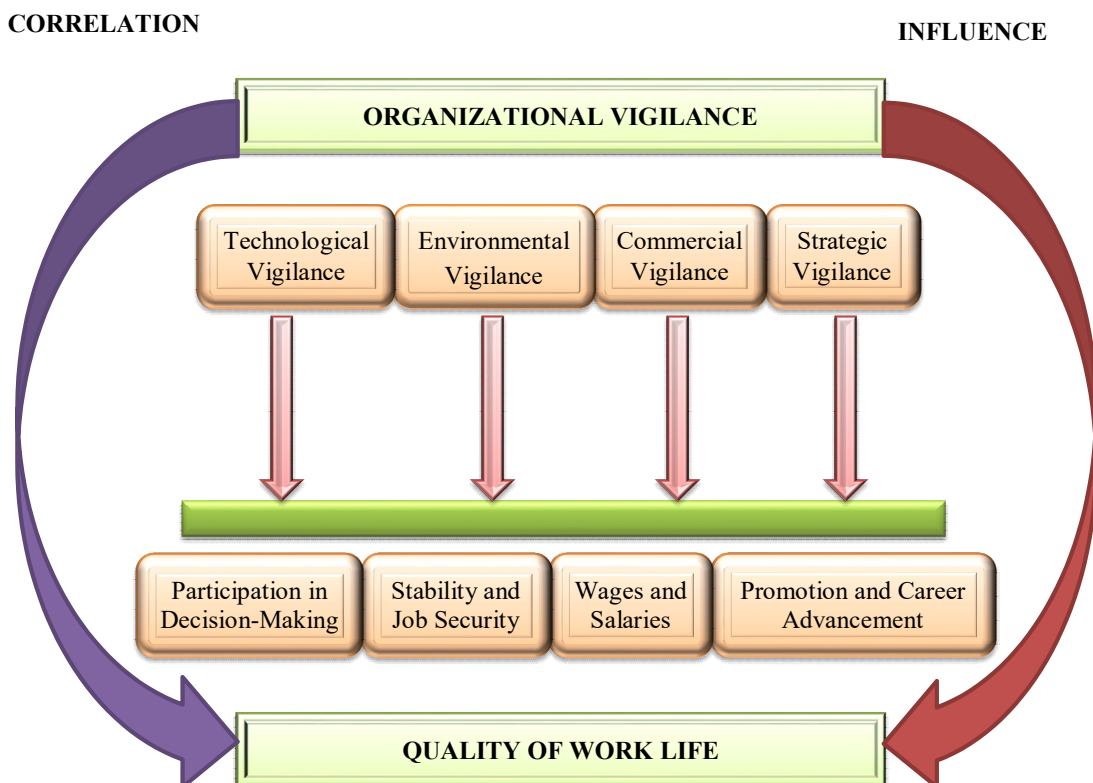 CORRELATION
INFLUENCE
ORGANIZATIONAL VIGILANCE
Technological
Vigilance
Environmental
Vigilance
Commercial
Vigilance
Strategic
Vigilance
Participation in
Decision-Making
Stability and
Job Security
Wages and
Salaries
Promotion and Career
Advancement
QUALITY OF WORK LIFE